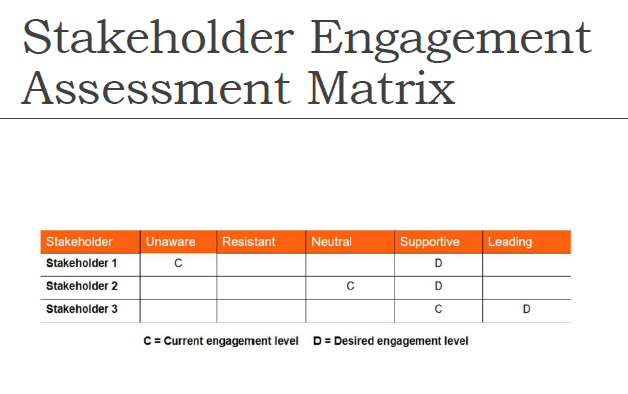 Stakeholder Engagement
Assessment Matrix
Stakeholder Unaware Resistant Neutral Supportive Leading
Stakeholder 1 C D
Stakeholder 2 C D
Stakeholder 3 C D
C = Current engagement level D = Desired engagement level